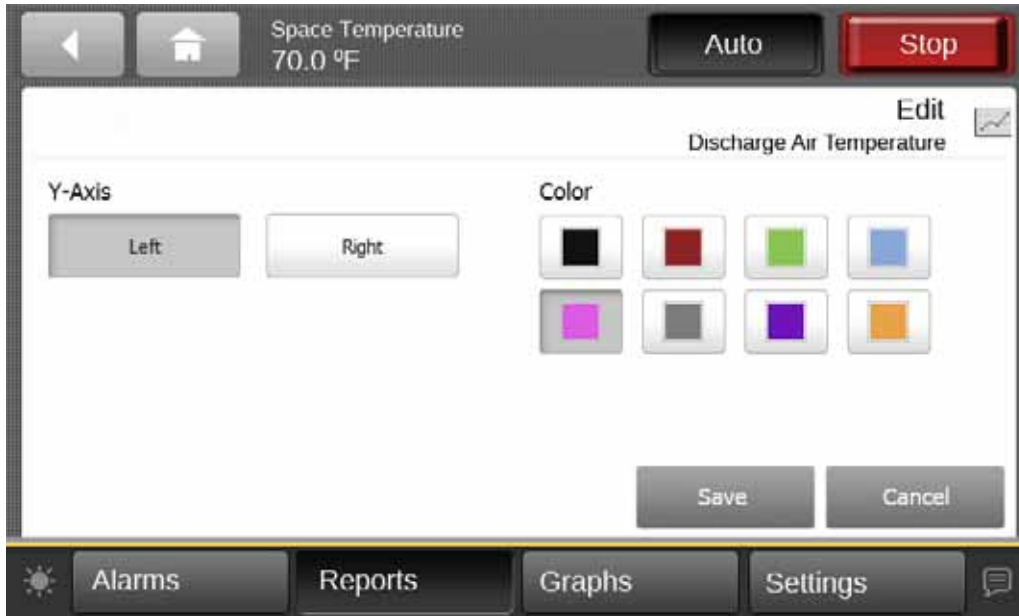 Space Temperature
70.0 ºF
Auto
Stop
Edit
Discharge Air Temperature
Y-Axis
Color
Left
Right
Save
Cancel
Alarms
Reports
Graphs
Settings